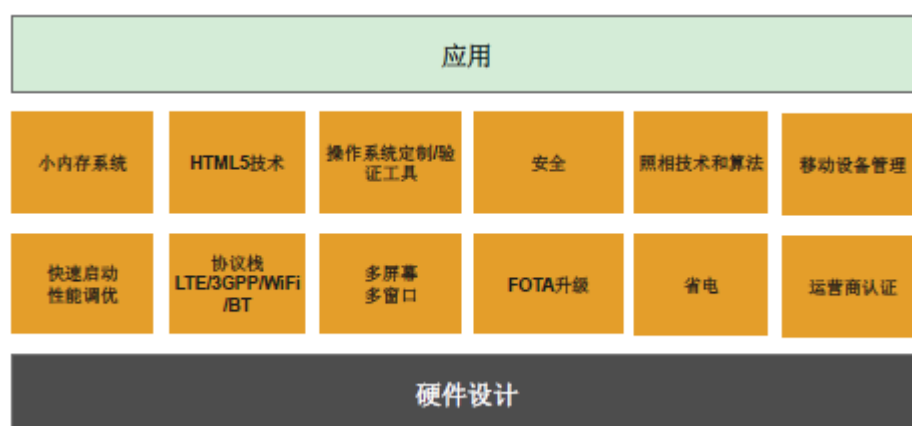 应用
小内存系统
HTML5技术
操作系统定制/验
证工具
安全
照相技术和算法
移动设备管理
快速启动
性能调优
协议栈
LTE/3GPP/WiFi
/BT
多屏幕
多窗口
FOTA升级
省电
运营商认证
硬件设计